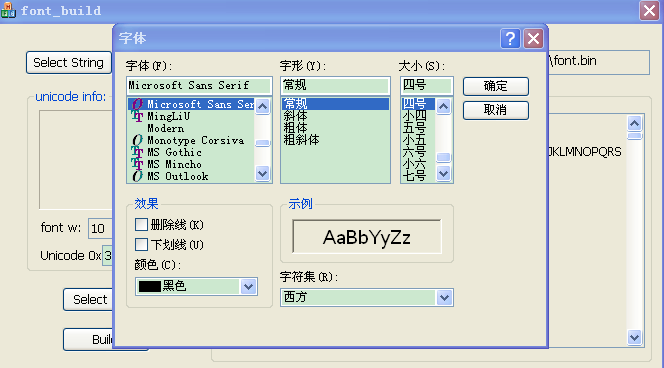 font_build
字体
Select String
\font.bin
字体(F):
字形(Y):
大小(S):
Microsoft Sans Serif
常规
四号
确定
取消
unicode info:
Microsoft Sans Ser
MingLiU
Modern
Monotype Corsiva
MS Gothic
MS Mincho
MS Outlook
常规
斜体
粗体
粗斜体
四号
小四
五号
小五
六号
小六
七号
JKLMNOPQRS
效果
删除线(K)
下划线(U)
颜色(C):
黑色
示例
AaBbYyZz
字符集(R):
西方
font w: 10
Unicode 0x 3
Select
Buil